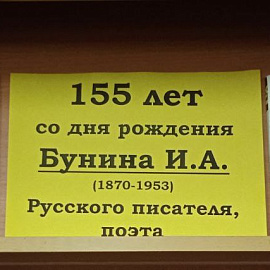 155 лет
со дня рождения
Бунина И.А.
(1870-1953)
Русского писателя,
поэта